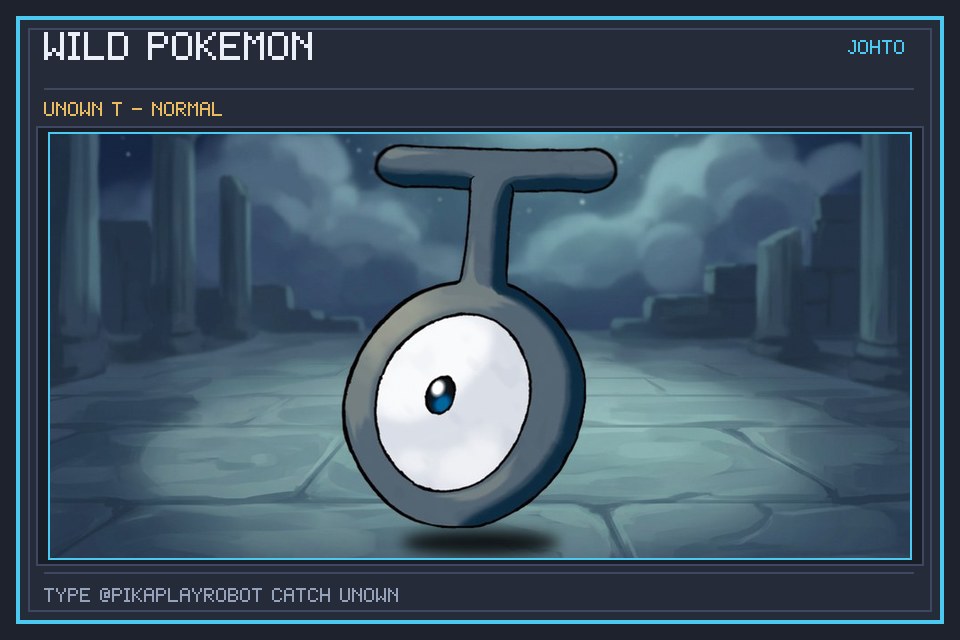 WILD POKEMON
JOHTO
UNOWN T - NORMAL
TYPE @PIKAPLAYROBOT CATCH UNOWN